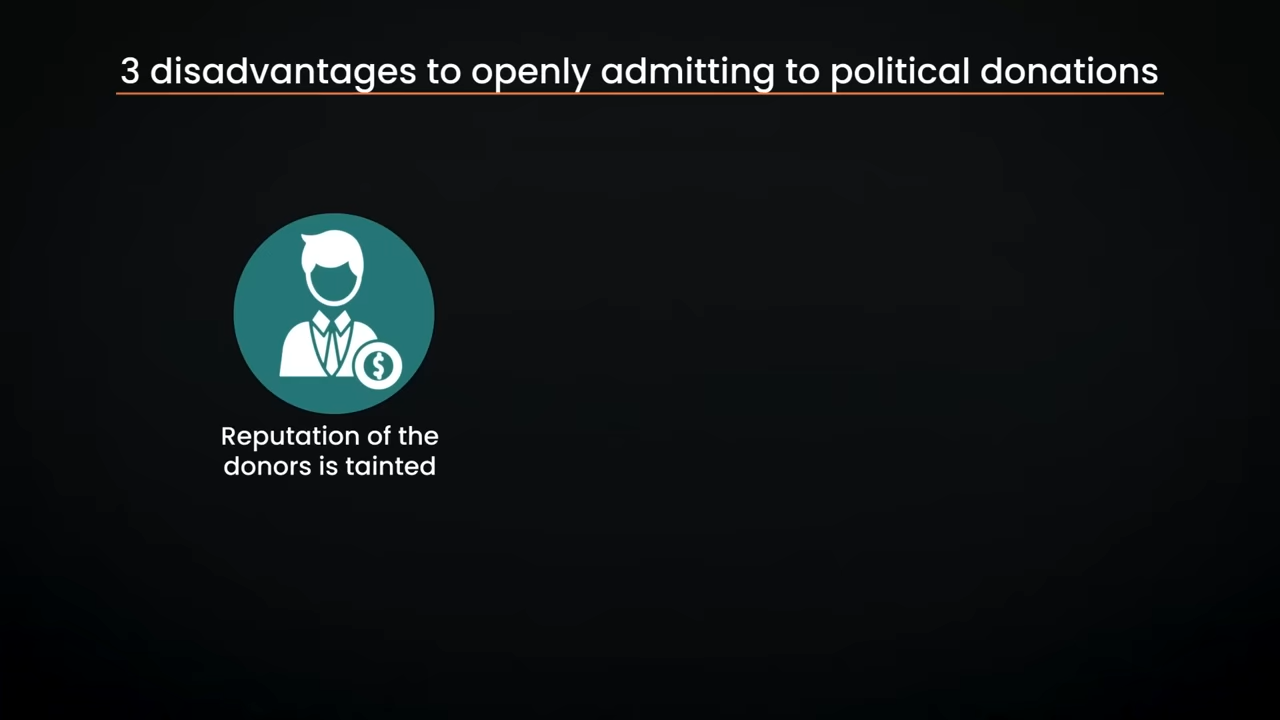 3 disadvantages to openly admitting to political donations
Reputation of the
donors is tainted